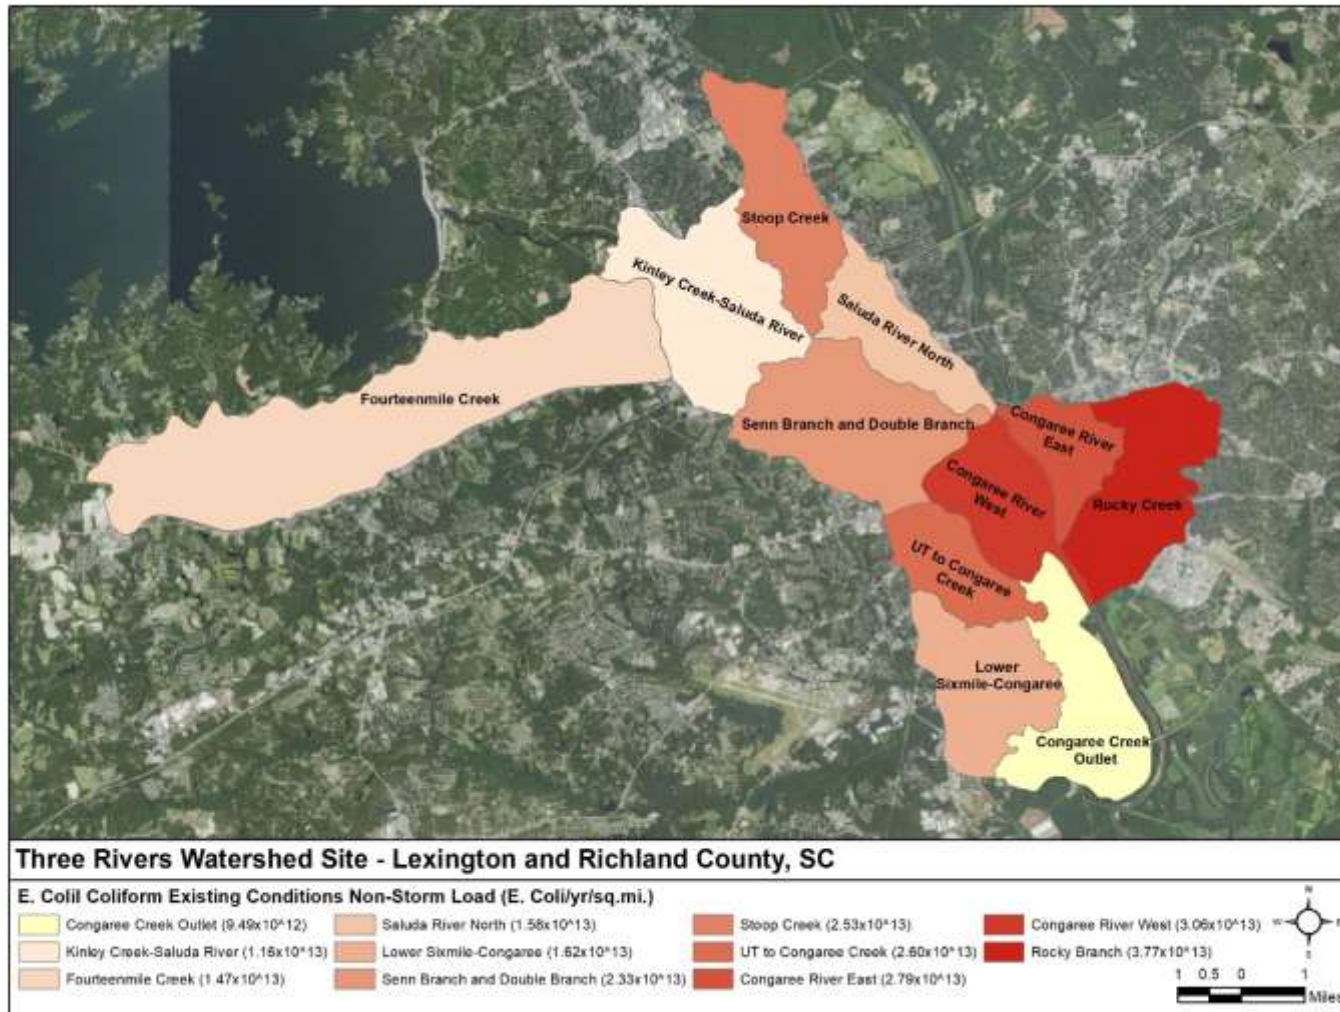 Stoop Creek
Kinley Creek-Saluda River
Saluda River North
Fourteenmile Creek
Senn Branch and Double Branch
Congaree River
East
Congaree River
West
Rocky Creek
UT to Congaree
Creek
Lower
Sixmile-Congaree
Congaree Creek
Outlet
Three Rivers Watershed Site - Lexington and Richland County, SC
E. Colil Coliform Existing Conditions Non-Storm Load (E. Coli/yr/sq.mi.)
Congaree Creek Outlet (9.49x10^12)
Kinley Creek-Saluda River (1.16x10^13)
Fourteenmile Creek (1.47x10^13)
Saluda River North (1.58x10^13)
Lower Sixmile-Congaree (1.62x10^13)
Senn Branch and Double Branch (2.33x10^13)
Stoop Creek (2.53x10^13)
UT to Congaree Creek (2.60x10^13)
Congaree River East (2.79x10^13)
Congaree River West (3.06x10^13)
Rocky Branch (3.77x10^13)
N
W E
S
1 0.5 0 1
Miles